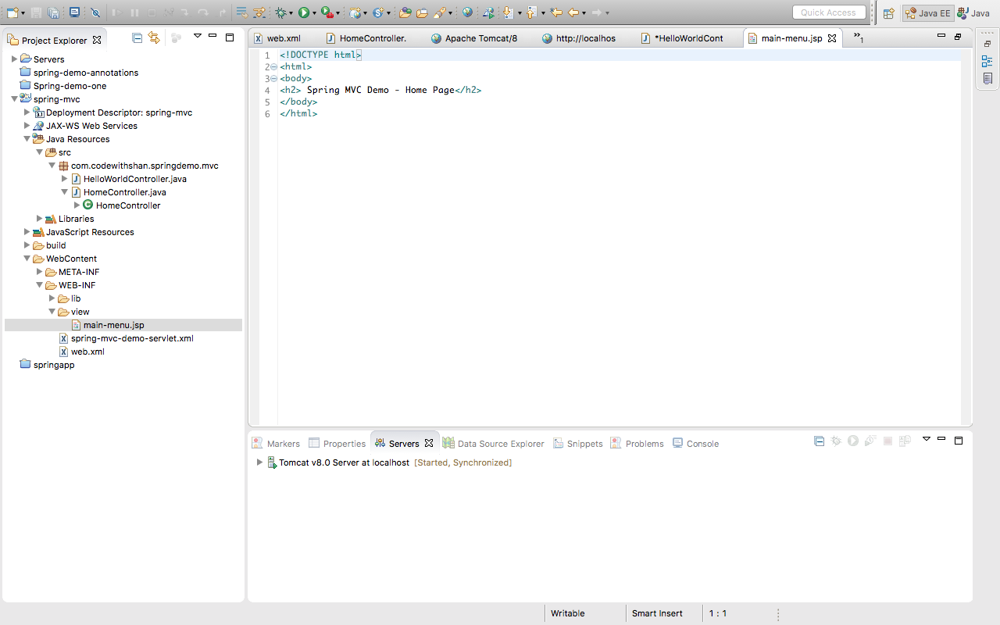 Quick Access
Java EE
Java
Project Explorer
Servers
spring-demo-annotations
Spring-demo-one
spring-mvc
Deployment Descriptor: spring-mvc
JAX-WS Web Services
Java Resources
src
com.codewithshan.springdemo.mvc
HelloWorldController.java
HomeController.java
HomeController
Libraries
JavaScript Resources
build
WebContent
META-INF
WEB-INF
lib
view
main-menu.jsp
spring-mvc-demo-servlet.xml
web.xml
springapp
web.xml HomeController. Apache Tomcat/8 http://localhos *HelloWorldCont main-menu.jsp »1
1 <!DOCTYPE html>
2 <html>
3 <body>
4 <h2> Spring MVC Demo - Home Page</h2>
5 </body>
6 </html>
Markers Properties Servers Data Source Explorer Snippets Problems Console
Tomcat v8.0 Server at localhost [Started, Synchronized]
Writable Smart Insert 1 : 1